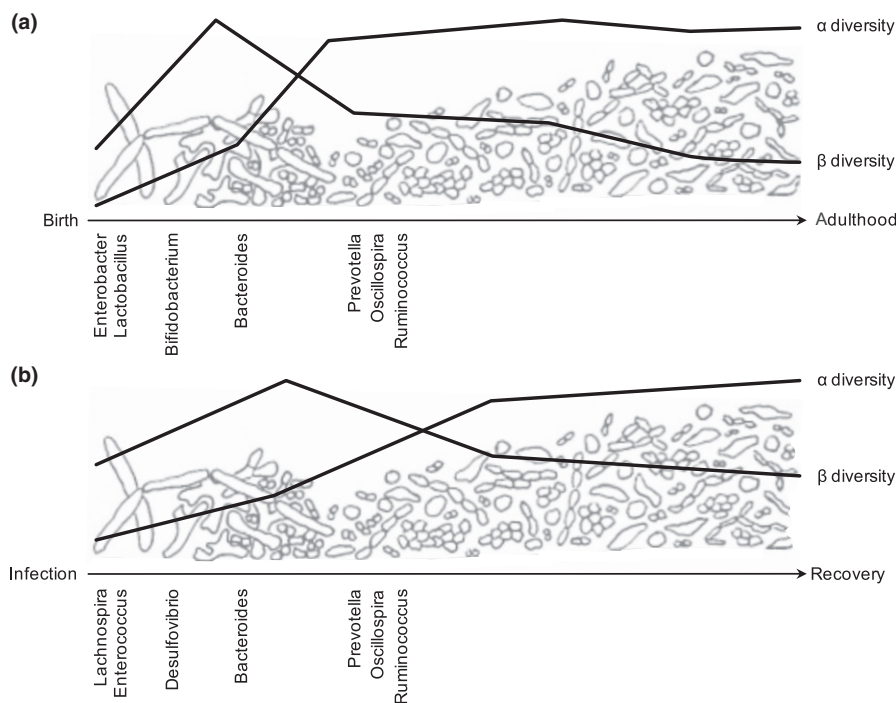 (a)
α diversity
β diversity
Birth
Adulthood
Enterobacter
Lactobacillus
Bifidobacterium
Bacteroides
Prevotella
Oscillospira
Ruminococcus
(b)
α diversity
β diversity
Infection
Recovery
Lachnospira
Enterococcus
Desulfovibrio
Bacteroides
Prevotella
Oscillospira
Ruminococcus